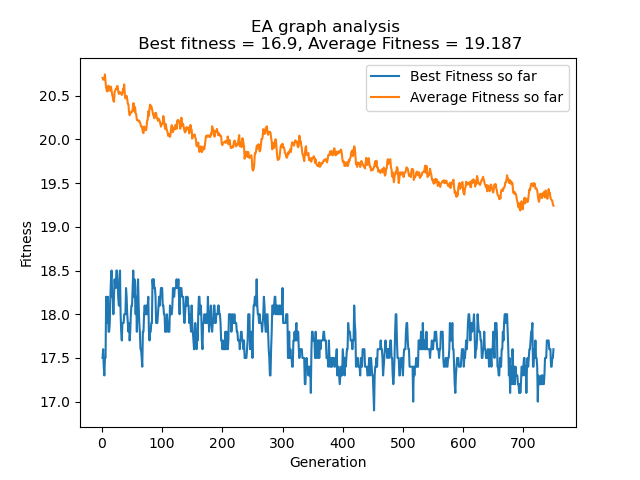 EA graph analysis
Best fitness = 16.9, Average Fitness = 19.187
Best Fitness so far
Average Fitness so far
Fitness
20.5
20.0
19.5
19.0
18.5
18.0
17.5
17.0
0 100 200 300 400 500 600 700
Generation